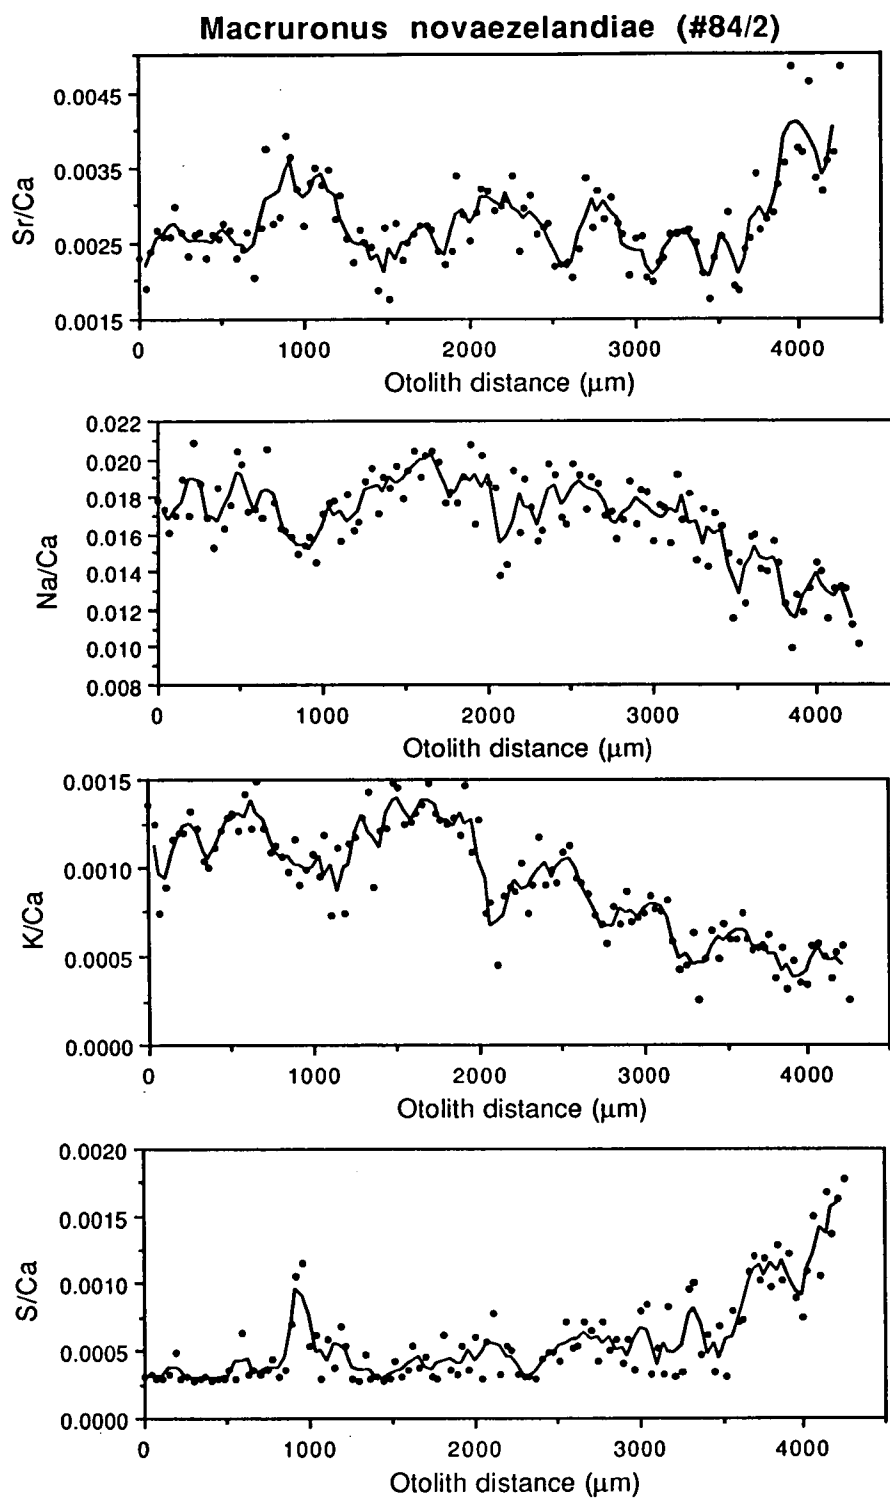 Macruronus novaezelandiae (#84/2)
Sr/Ca
0.0045
0.0035
0.0025
0.0015
0 1000 2000 3000 4000
Otolith distance (μm)
Na/Ca
0.022
0.020
0.018
0.016
0.014
0.012
0.010
0.008
0 1000 2000 3000 4000
Otolith distance (μm)
K/Ca
0.0015
0.0010
0.0005
0.0000
0 1000 2000 3000 4000
Otolith distance (μm)
S/Ca
0.0020
0.0015
0.0010
0.0005
0.0000
0 1000 2000 3000 4000
Otolith distance (μm)